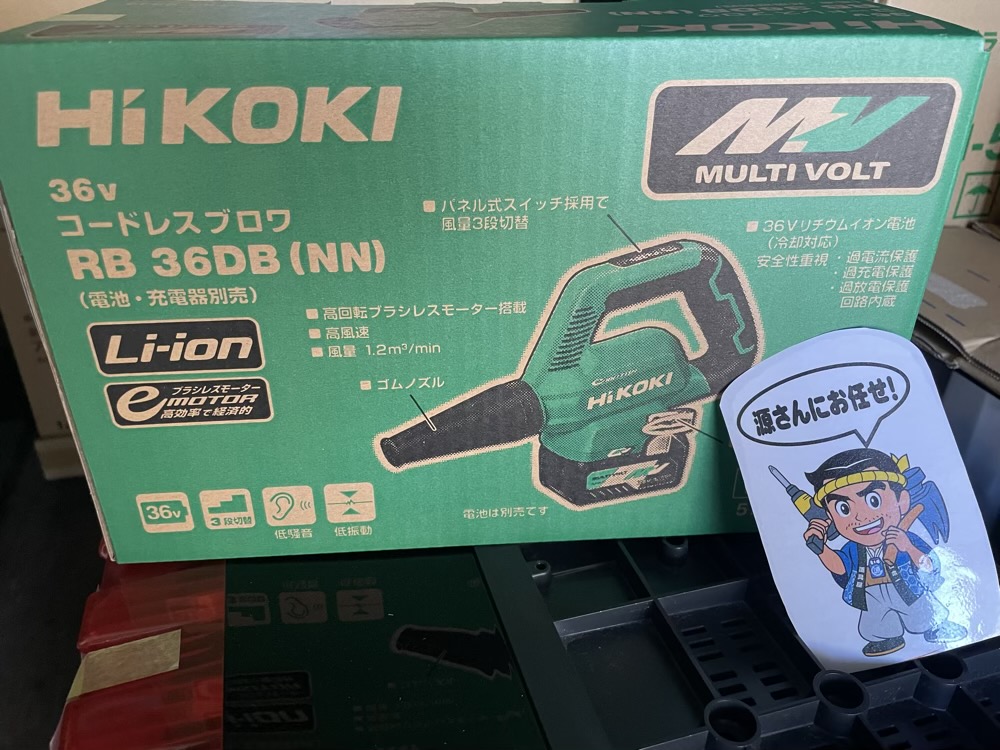 HiKOKI
MULTI VOLT
36V
コードレスブロワ
RB 36DB (NN)
(電池・充電器別売)
Li-ion
ブラシレスモーター
eMOTOR
高効率で経済的
■ パネル式スイッチ採用で
風量3段切替
■ 36Vリチウムイオン電池
(冷却対応)
安全性重視 ・過電流保護
・過充電保護
・過放電保護
回路内蔵
■ 高回転ブラシレスモーター搭載
■ 高風速
■ 風量 1.2m³/min
■ ゴムノズル
HiKOKI
MULTI VOLT
36V
3段切替
低騒音
低振動
電池は別売です
源さんにお任せ!